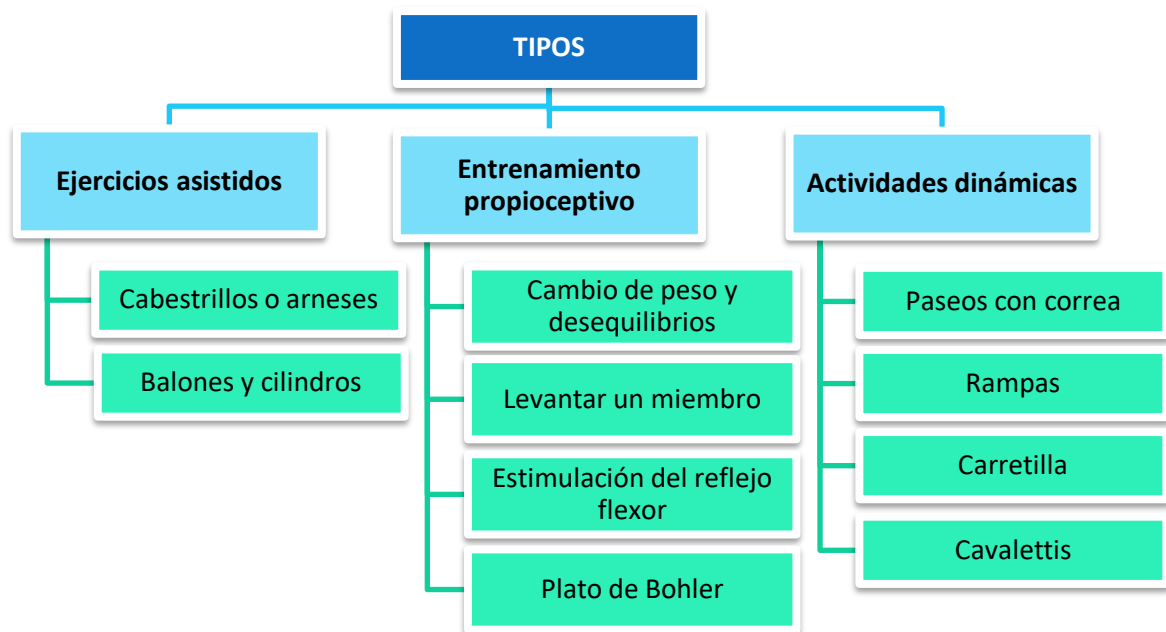 TIPOS
Ejercicios asistidos
Cabestrillos o arneses
Balones y cilindros
Entrenamiento
propioceptivo
Cambio de peso y
desequilibrios
Levantar un miembro
Estimulación del reflejo
flexor
Plato de Bohler
Actividades dinámicas
Paseos con correa
Rampas
Carretilla
Cavalettis